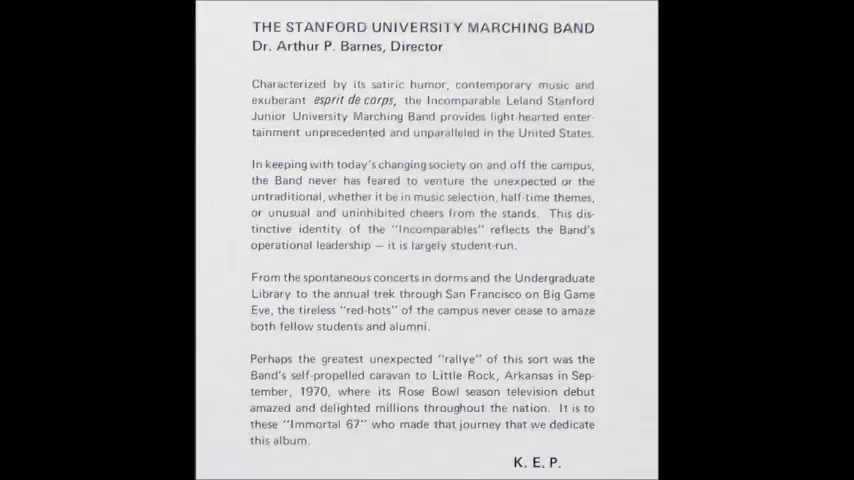 THE STANFORD UNIVERSITY MARCHING BAND
Dr. Arthur P. Barnes, Director
Characterized by its satiric humor, contemporary music and
exuberant esprit de corps, the Incomparable Leland Stanford
Junior University Marching Band provides light-hearted enter-
tainment unprecedented and unparalleled in the United States.
In keeping with today's changing society on and off the campus,
the Band never has feared to venture the unexpected or the
untraditional, whether it be in music selection, half-time themes,
or unusual and uninhibited cheers from the stands. This dis-
tinctive identity of the "Incomparables" reflects the Band's
operational leadership — it is largely student-run.
From the spontaneous concerts in dorms and the Undergraduate
Library to the annual trek through San Francisco on Big Game
Eve, the tireless "red-hots" of the campus never cease to amaze
both fellow students and alumni.
Perhaps the greatest unexpected "rallye" of this sort was the
Band's self-propelled caravan to Little Rock, Arkansas in Sep-
tember, 1970, where its Rose Bowl season television debut
amazed and delighted millions throughout the nation. It is to
these "Immortal 67" who made that journey that we dedicate
this album.
K. E. P.